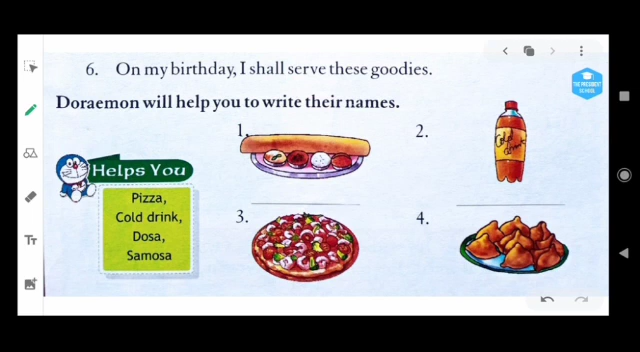 6. On my birthday, I shall serve these goodies.
THE PRESIDENT
SCHOOL
Doraemon will help you to write their names.
1.
2.
Cold
drink
Helps You
Pizza,
Cold drink,
Dosa,
Samosa
3.
4.
TT